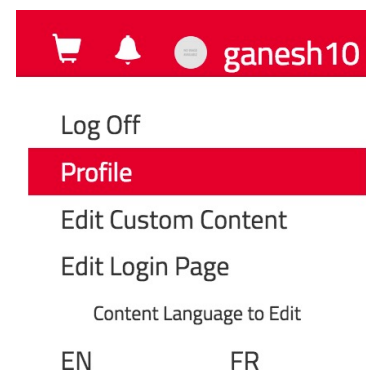 ganesh10
Log Off
Profile
Edit Custom Content
Edit Login Page
Content Language to Edit
EN FR